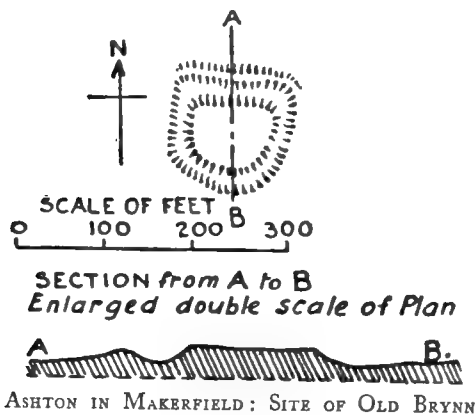 A
N
B
SCALE OF FEET
0 100 200 300
SECTION from A to B
Enlarged double scale of Plan
A B.
ASHTON IN MAKERFIELD: SITE OF OLD BRYNN